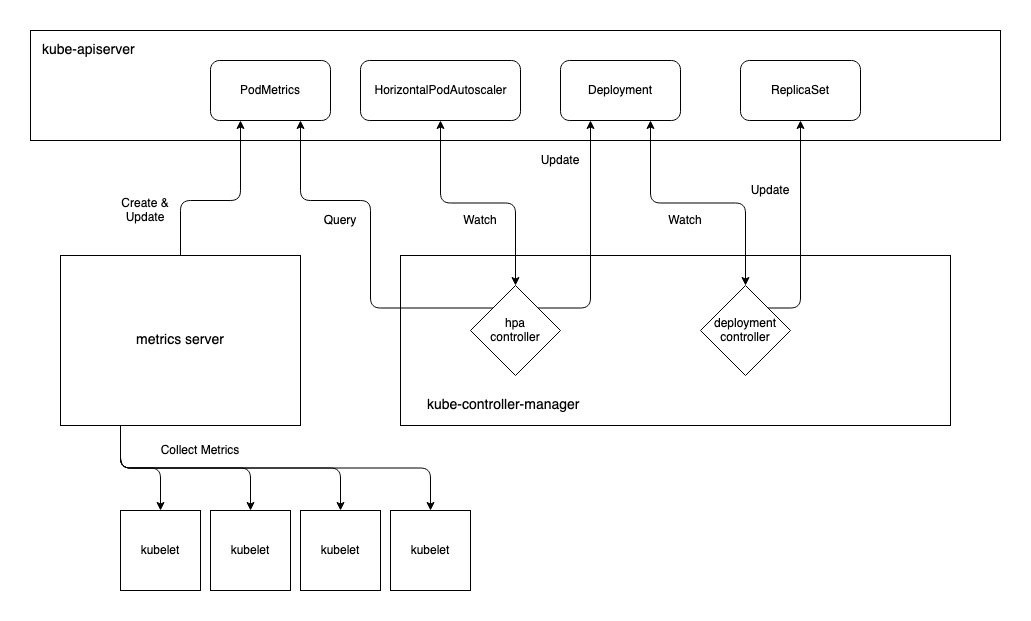 kube-apiserver
PodMetrics
HorizontalPodAutoscaler
Deployment
ReplicaSet
Update
Update
Create &
Update
Query
Watch
Watch
metrics server
hpa
controller
deployment
controller
kube-controller-manager
Collect Metrics
kubelet
kubelet
kubelet
kubelet